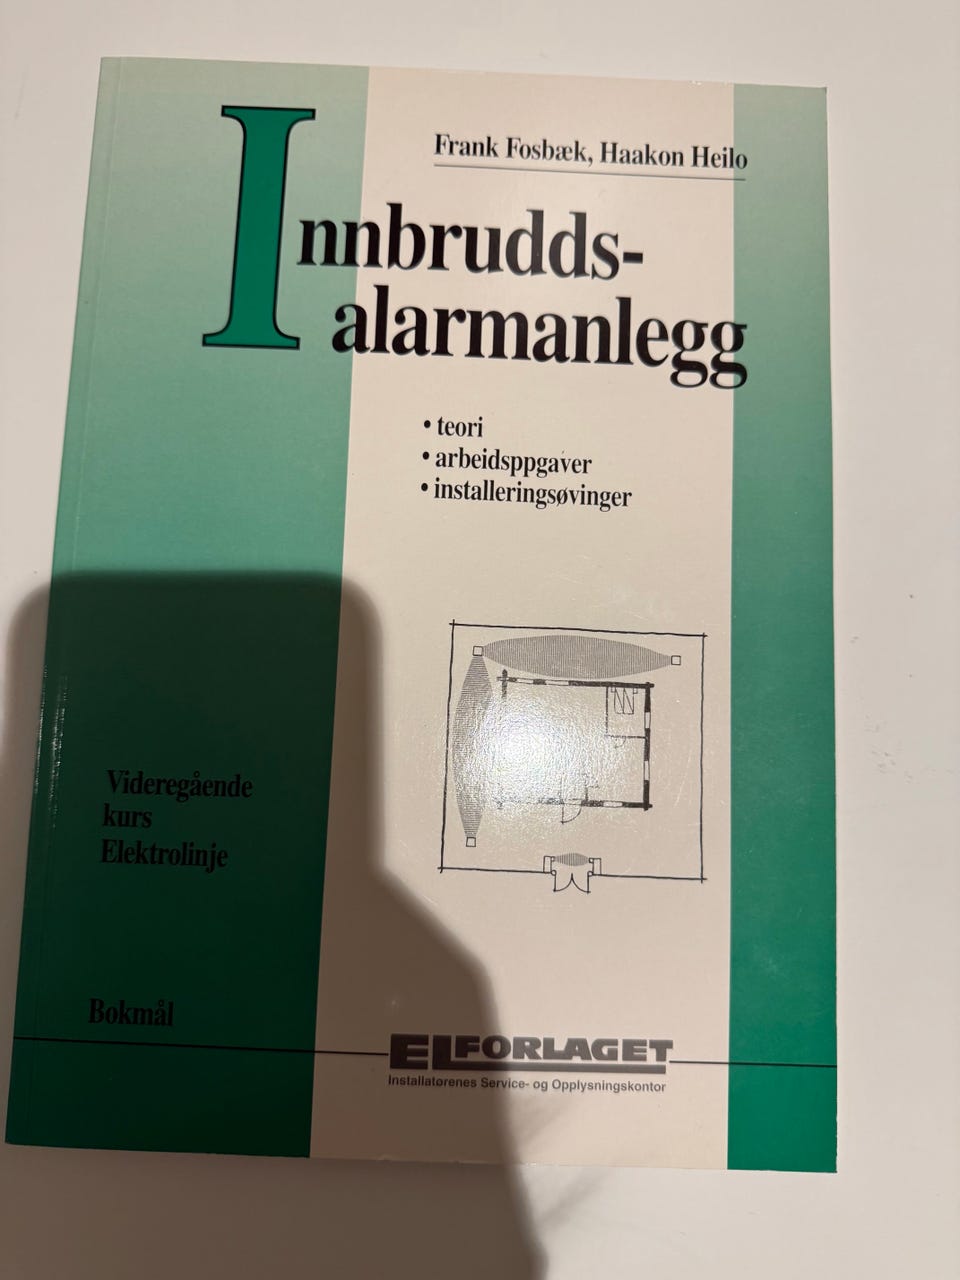 Frank Fosbæk, Haakon Heilo
Innbrudds-
alarmanlegg
• teori
• arbeidsppgaver
• installeringsøvinger
Videregående
kurs
Elektrolinje
Bokmål
ELFORLAGET
Installatørenes Service- og Opplysningskontor